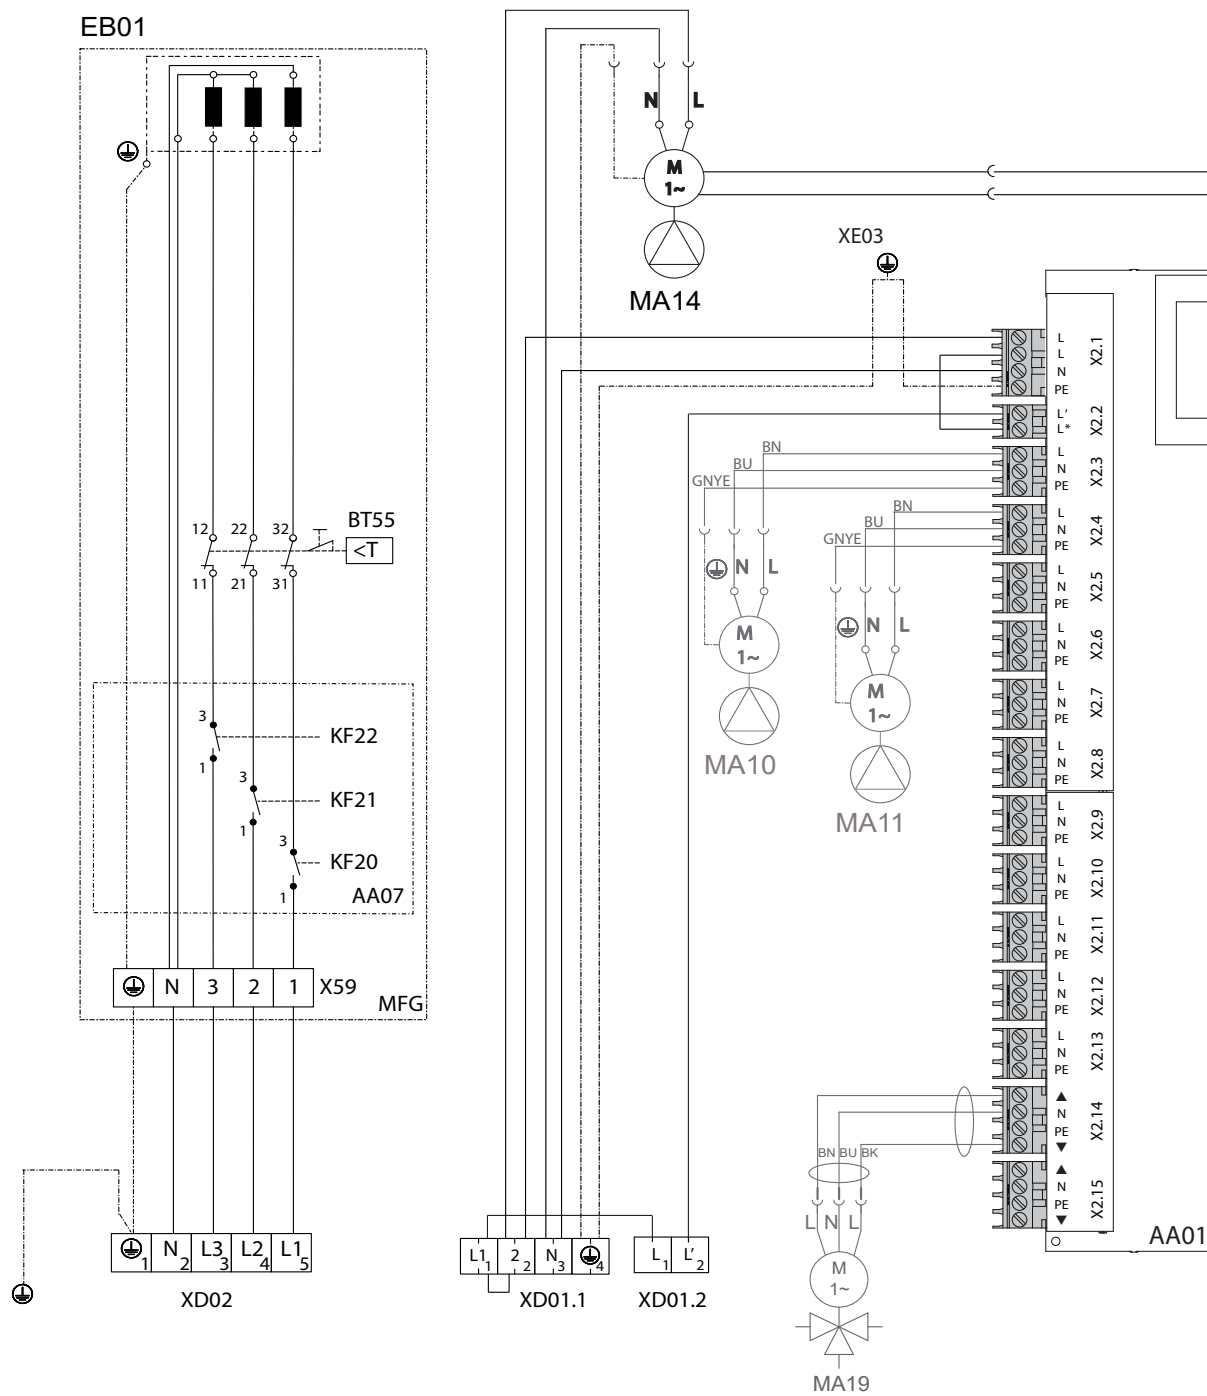 EB01
N L
M
1~
MA14
XE03
L
L
N
PE
X2.1
L′
L*
X2.2
BN
BU
GNYE
L
N
PE
X2.3
BN
BU
GNYE
L
N
PE
X2.4
12 22 32
BT55
<T
11 21 31
N L
M
1~
MA10
N L
M
1~
MA11
L
N
PE
X2.5
L
N
PE
X2.6
L
N
PE
X2.7
L
N
PE
X2.8
3
1
KF22
3
1
KF21
3
1
KF20
AA07
L
N
PE
X2.9
L
N
PE
X2.10
L
N
PE
X2.11
L
N
PE
X2.12
L
N
PE
X2.13
N 3 2 1 X59
MFG
▲
N
PE
▼
X2.14
BN BU BK
▲
N
PE
▼
X2.15
L N L
M
1~
MA19
AA01
1 N 2 L3 3 L2 4 L1 5
XD02
L1 1 2 2 N 3 4
XD01.1
L 1 L′ 2
XD01.2